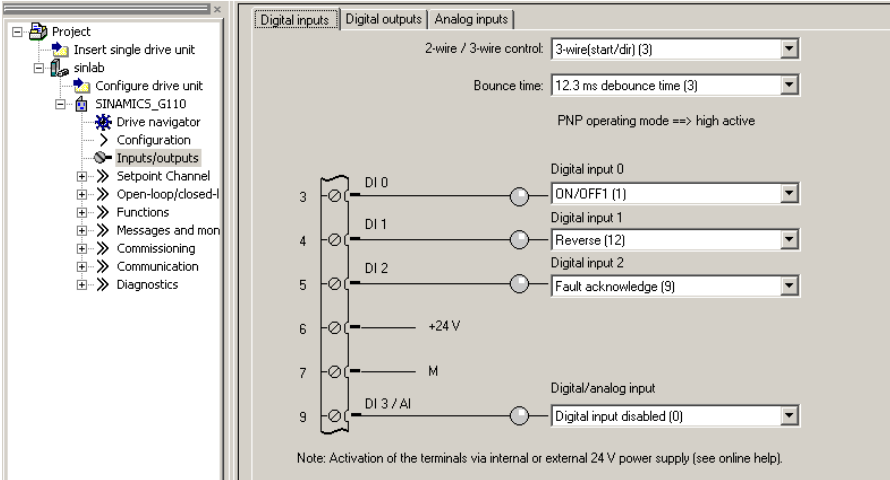 Project
Insert single drive unit
sinlab
Configure drive unit
SINAMICS_G110
Drive navigator
Configuration
Inputs/outputs
Setpoint Channel
Open-loop/closed-l
Functions
Messages and mon
Commissioning
Communication
Diagnostics
Digital inputs Digital outputs Analog inputs
2-wire / 3-wire control: 3-wire(start/dir) (3)
Bounce time: 12.3 ms debounce time (3)
PNP operating mode ==> high active
Digital input 0
3 DI 0 ON/OFF1 (1)
Digital input 1
4 DI 1 Reverse (12)
Digital input 2
5 DI 2 Fault acknowledge (9)
6 +24 V
7 M
Digital/analog input
9 DI 3 / AI Digital input disabled (0)
Note: Activation of the terminals via internal or external 24 V power supply (see online help).